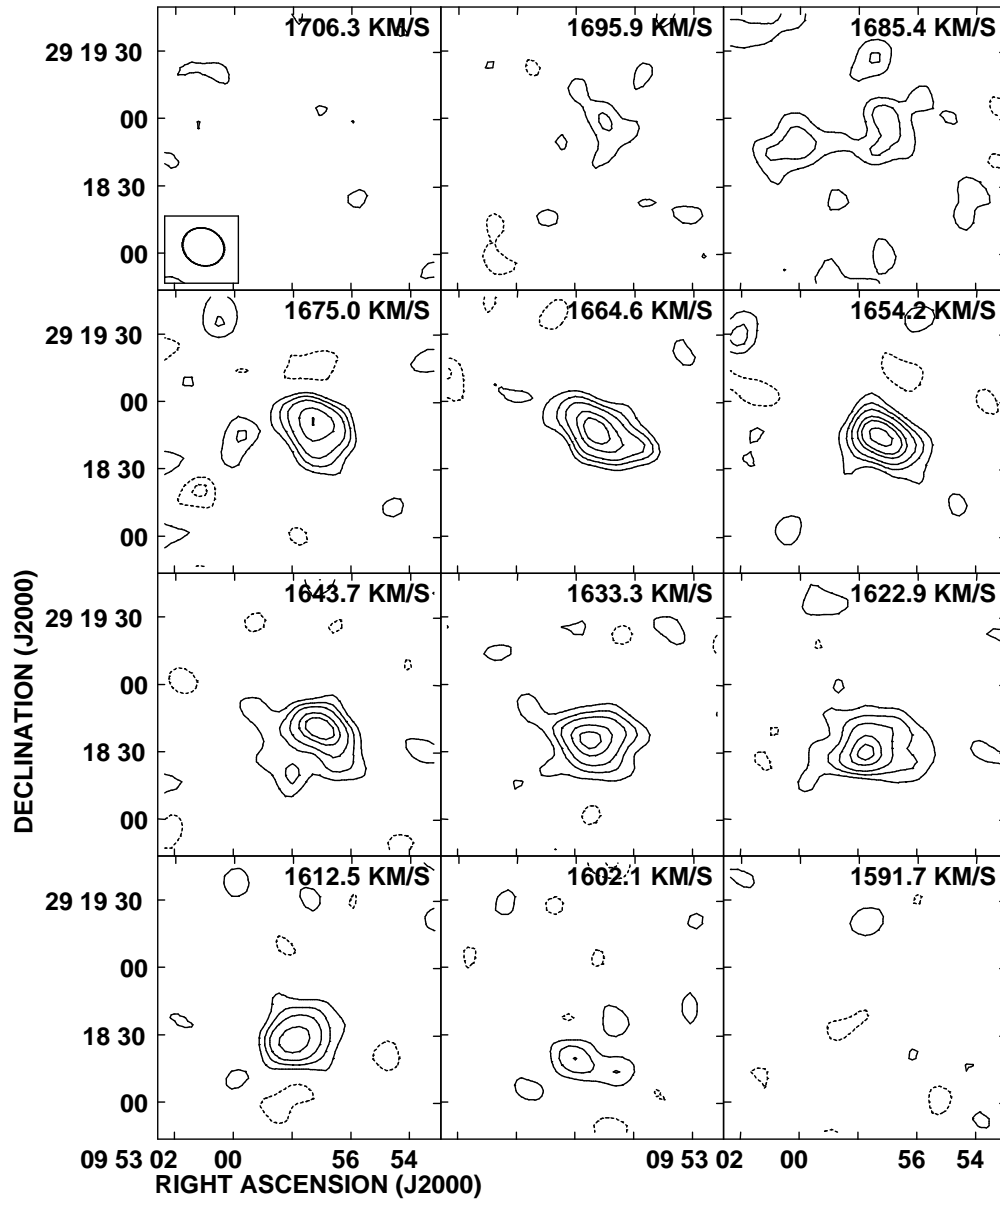 1706.3 KM/S 1695.9 KM/S 1685.4 KM/S
29 19 30
00
18 30
00
1675.0 KM/S 1664.6 KM/S 1654.2 KM/S
29 19 30
00
18 30
00
1643.7 KM/S 1633.3 KM/S 1622.9 KM/S
29 19 30
00
18 30
00
1612.5 KM/S 1602.1 KM/S 1591.7 KM/S
29 19 30
00
18 30
00
DECLINATION (J2000)
09 53 02 00 56 54 09 53 02 00 56 54
RIGHT ASCENSION (J2000)